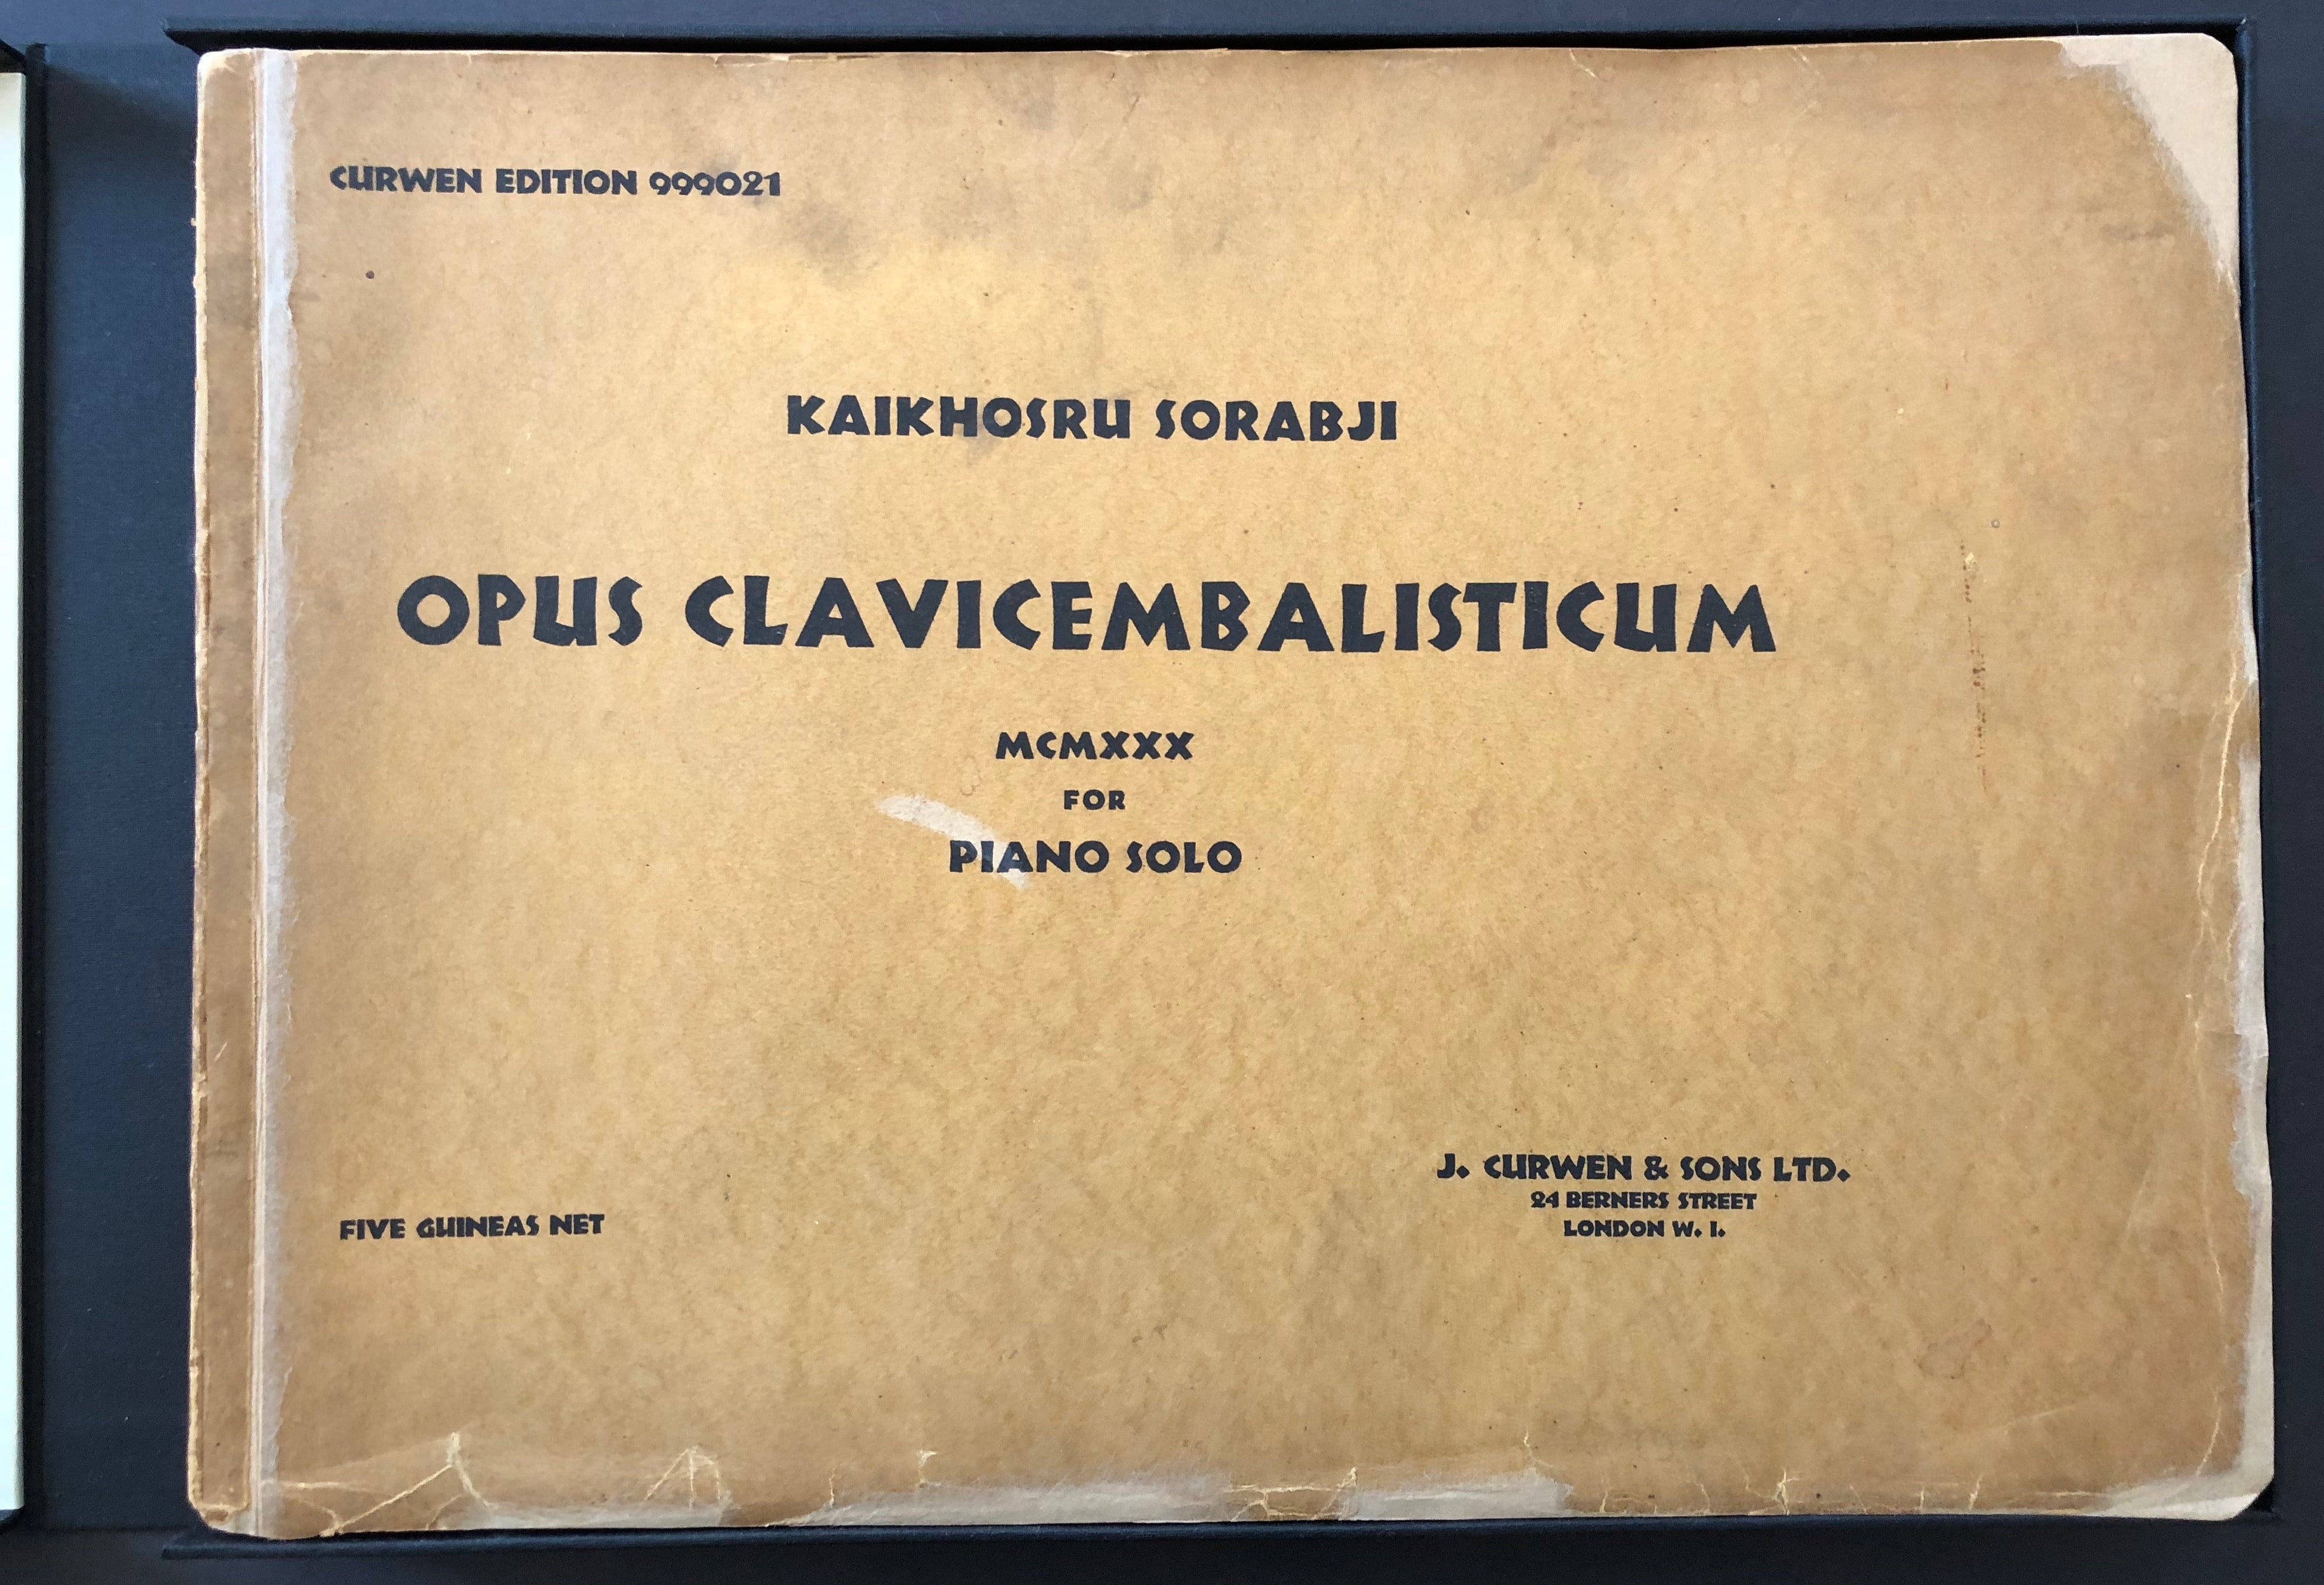 CURWEN EDITION 999021
KAIKHOSRU SORABJI
OPUS CLAVICEMBALISTICUM
MCMXXX
FOR
PIANO SOLO
FIVE GUINEAS NET
J. CURWEN & SONS LTD.
24 BERNERS STREET
LONDON W. I.